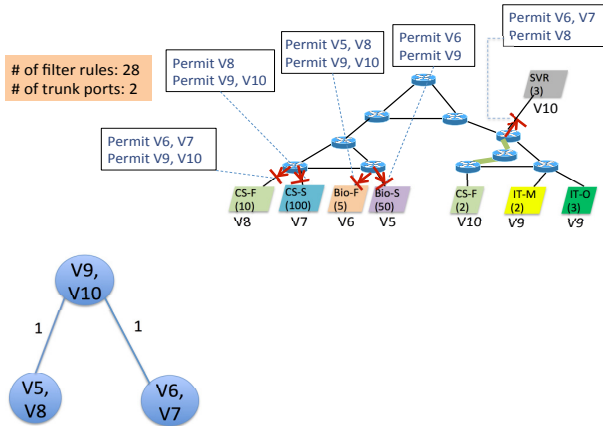 Permit V6, V7
Permit V8
Permit V6
Permit V9
Permit V5, V8
Permit V9, V10
Permit V8
Permit V9, V10
# of filter rules: 28
# of trunk ports: 2
SVR
(3)
V10
Permit V6, V7
Permit V9, V10
CS-F
(10)
V8
CS-S
(100)
V7
Bio-F
(5)
V6
Bio-S
(50)
V5
CS-F
(2)
V10
IT-M
(2)
V9
IT-O
(3)
V9
V9,
V10
1
1
V5,
V8
V6,
V7